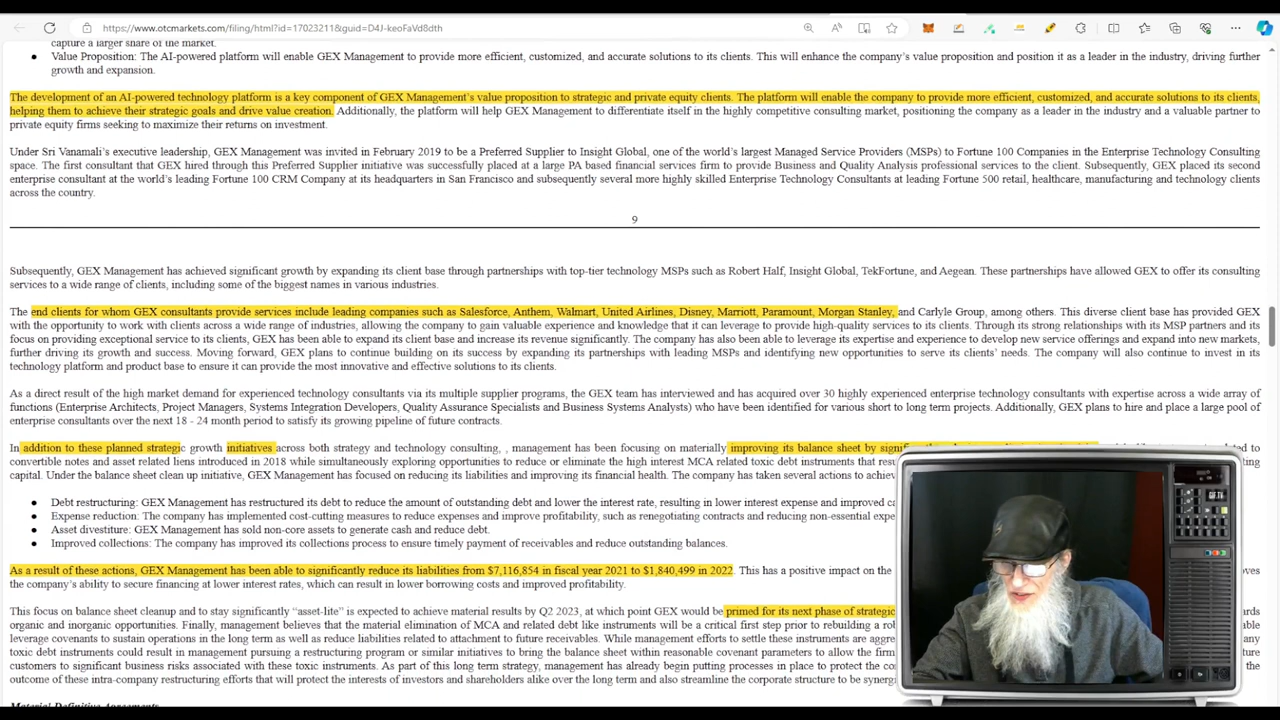 https://www.otcmarkets.com/filing/html?id=17023211&guid=D4J-keoFaVd8dth
capture a larger share of the market.
Value Proposition: The AI-powered platform will enable GEX Management to provide more efficient, customized, and accurate solutions to its clients. This will enhance the company's value proposition and position it as a leader in the industry, driving further
growth and expansion.
The development of an AI-powered technology platform is a key component of GEX Management's value proposition to strategic and private equity clients. The platform will enable the company to provide more efficient, customized, and accurate solutions to its clients,
helping them to achieve their strategic goals and drive value creation. Additionally, the platform will help GEX Management to differentiate itself in the highly competitive consulting market, positioning the company as a leader in the industry and a valuable partner to
private equity firms seeking to maximize their returns on investment.
Under Sri Vanamali's executive leadership, GEX Management was invited in February 2019 to be a Preferred Supplier to Insight Global, one of the world's largest Managed Service Providers (MSPs) to Fortune 100 Companies in the Enterprise Technology Consulting
space. The first consultant that GEX hired through this Preferred Supplier initiative was successfully placed at a large PA based financial services firm to provide Business and Quality Analysis professional services to the client. Subsequently, GEX placed its second
enterprise consultant at the world's leading Fortune 100 CRM Company at its headquarters in San Francisco and subsequently several more highly skilled Enterprise Technology Consultants at leading Fortune 500 retail, healthcare, manufacturing and technology clients
across the country.
9
Subsequently, GEX Management has achieved significant growth by expanding its client base through partnerships with top-tier technology MSPs such as Robert Half, Insight Global, TekFortune, and Aegean. These partnerships have allowed GEX to offer its consulting
services to a wide range of clients, including some of the biggest names in various industries.
The end clients for whom GEX consultants provide services include leading companies such as Salesforce, Anthem, Walmart, United Airlines, Disney, Marriott, Paramount, Morgan Stanley, and Carlyle Group, among others. This diverse client base has provided GEX
with the opportunity to work with clients across a wide range of industries, allowing the company to gain valuable experience and knowledge that it can leverage to provide high-quality services to its clients. Through its strong relationships with its MSP partners and its
focus on providing exceptional service to its clients, GEX has been able to expand its client base and increase its revenue significantly. The company has also been able to leverage its expertise and experience to develop new service offerings and expand into new markets,
further driving its growth and success. Moving forward, GEX plans to continue building on its success by expanding its partnerships with leading MSPs and identifying new opportunities to serve its clients' needs. The company will also continue to invest in its
technology platform and product base to ensure it can provide the most innovative and effective solutions to its clients.
As a direct result of the high market demand for experienced technology consultants via its multiple supplier programs, the GEX team has interviewed and has acquired over 30 highly experienced enterprise technology consultants with expertise across a wide array of
functions (Enterprise Architects, Project Managers, Systems Integration Developers, Quality Assurance Specialists and Business Systems Analysts) who have been identified for various short to long term projects. Additionally, GEX plans to hire and place a large pool of
enterprise consultants over the next 18 - 24 month period to satisfy its growing pipeline of future contracts.
In addition to these planned strategic growth initiatives across both strategy and technology consulting, , management has been focusing on materially improving its balance sheet by
convertible notes and asset related liens introduced in 2018 while simultaneously exploring opportunities to reduce or eliminate the high interest MCA related toxic debt instruments that
capital. Under the balance sheet clean up initiative, GEX Management has focused on reducing its liabilities and improving its financial health. The company has taken several actions to
Debt restructuring: GEX Management has restructured its debt to reduce the amount of outstanding debt and lower the interest rate, resulting in lower interest expense and improved
Expense reduction: The company has implemented cost-cutting measures to reduce expenses and improve profitability, such as renegotiating contracts and reducing non-essential
Asset divestiture: GEX Management has sold non-core assets to generate cash and reduce debt.
Improved collections: The company has improved its collections process to ensure timely payment of receivables and reduce outstanding balances.
As a result of these actions, GEX Management has been able to significantly reduce its liabilities from $7,116,854 in fiscal year 2021 to $1,840,499 in 2022. This has a positive impact on the
the company's ability to secure financing at lower interest rates, which can result in lower borrowing costs and improved profitability.
This focus on balance sheet cleanup and to stay significantly "asset-lite" is expected to achieve material results by Q2 2023, at which point GEX would be primed for its next phase of strategic
organic and inorganic opportunities. Finally, management believes that the material elimination of MCA and related debt like instruments will be a critical first step prior to rebuilding a
leverage covenants to sustain operations in the long term as well as reduce liabilities related to attachment to future receivables. While management efforts to settle these instruments are
toxic debt instruments could result in management pursuing a restructuring program or similar initiatives to bring the balance sheet within reasonable covenant parameters to allow the
customers to significant business risks associated with these toxic instruments. As part of this long term strategy, management has already begin putting processes in place to protect the
outcome of these intra-company restructuring efforts that will protect the interests of investors and shareholders alike over the long term and also streamline the corporate structure to be
Material Definitive Agreements